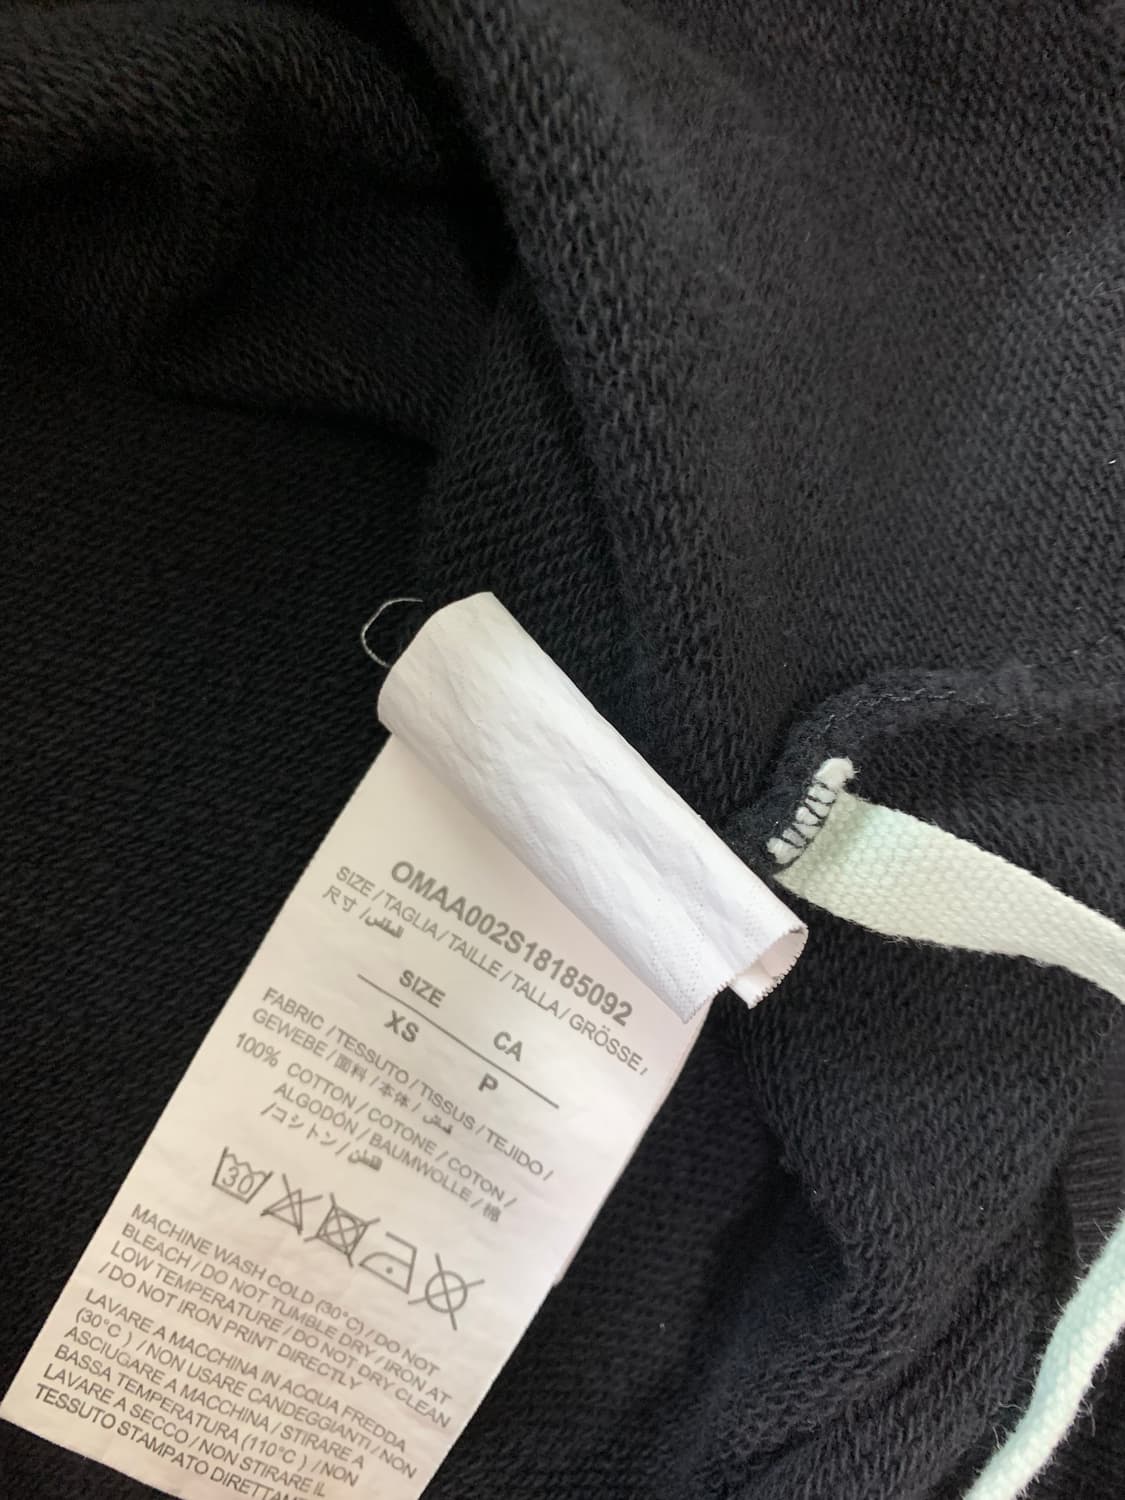 OMAA002S18185092
SIZE / TAGLIA / TAILLE / TALLA / GRÖSSE /
尺寸 / المقاس
SIZE CA
XS P
FABRIC / TESSUTO / TISSUS / TEJIDO /
GEWEBE / 面料 / 本体 / قماش
100% COTTON / COTONE / COTON /
ALGODÓN / BAUMWOLLE / 棉
/ コットン / القطن
30
MACHINE WASH COLD (30°C) / DO NOT
BLEACH / DO NOT TUMBLE DRY / IRON AT
LOW TEMPERATURE / DO NOT DRY CLEAN
/ DO NOT IRON PRINT DIRECTLY
LAVARE A MACCHINA IN ACQUA FREDDA
(30°C ) / NON USARE CANDEGGIANTI / NON
ASCIUGARE A MACCHINA / STIRARE A
BASSA TEMPERATURA (110°C ) / NON
LAVARE A SECCO / NON STIRARE IL
TESSUTO STAMPATO